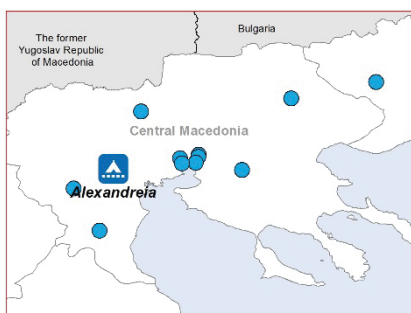 The former
Yugoslav Republic
of Macedonia
Bulgaria
Central Macedonia
Alexandreia